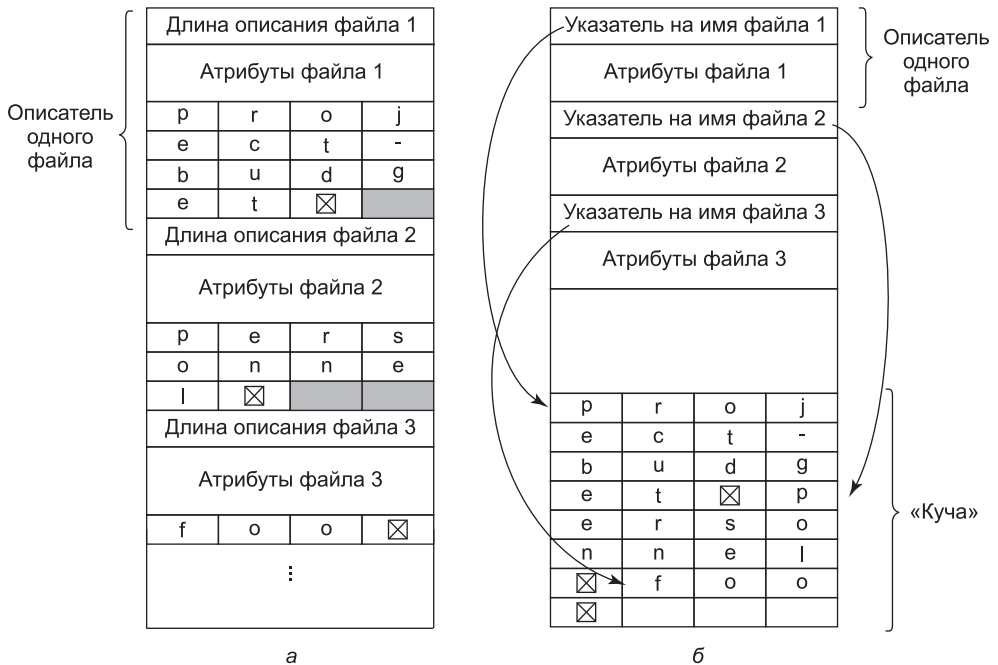 Длина описания файла 1
Атрибуты файла 1
p r o j
e c t -
b u d g
e t
Длина описания файла 2
Атрибуты файла 2
p e r s
o n n e
l
Длина описания файла 3
Атрибуты файла 3
f o o
⋮
Описатель
одного
файла
а
Указатель на имя файла 1
Атрибуты файла 1
Указатель на имя файла 2
Атрибуты файла 2
Указатель на имя файла 3
Атрибуты файла 3
p r o j
e c t -
b u d g
e t p
e r s o
n n e l
f o o
Описатель
одного
файла
«Куча»
б